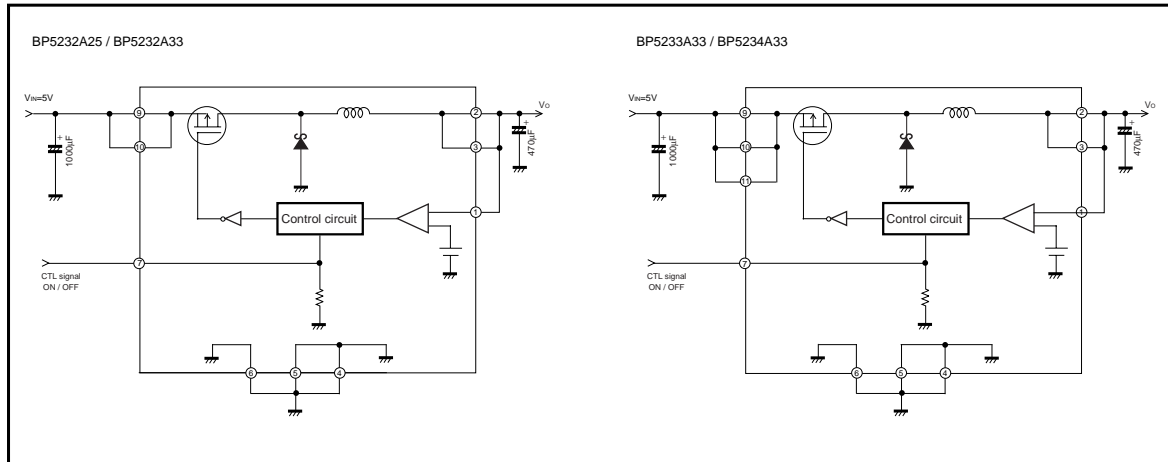 BP5232A25 / BP5232A33
VIN=5V
1000µF
+
9
10
2
3
VO
+
470µF
Control circuit
1
7
CTL signal
ON / OFF
6
5
4
BP5233A33 / BP5234A33
VIN=5V
1000µF
+
9
10
11
2
3
VO
+
470µF
Control circuit
1
7
CTL signal
ON / OFF
6
5
4